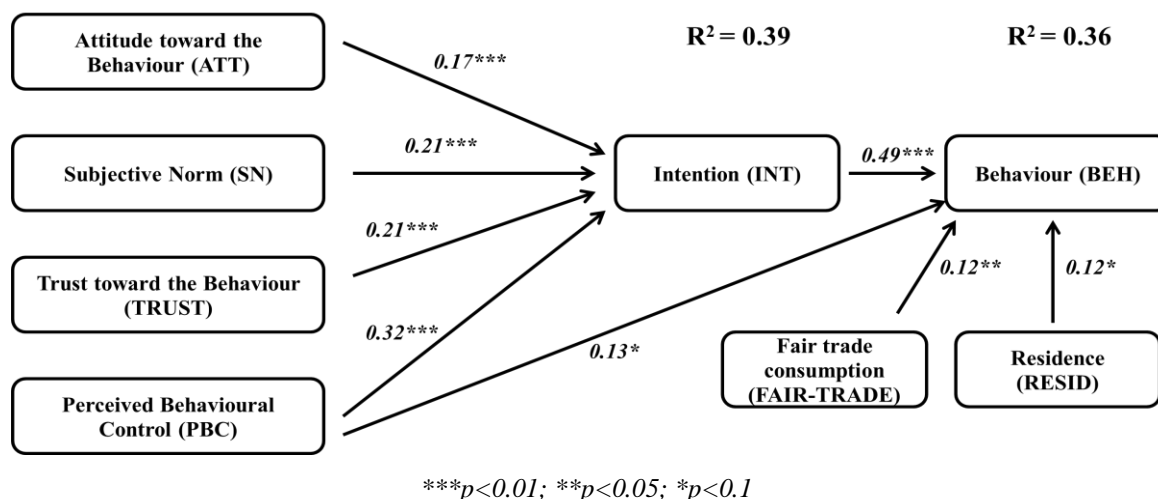 Attitude toward the
Behaviour (ATT)
R² = 0.39
R² = 0.36
0.17***
Subjective Norm (SN)
0.21***
Intention (INT)
0.49***
Behaviour (BEH)
Trust toward the Behaviour
(TRUST)
0.21***
0.12**
0.12*
0.32***
0.13*
Fair trade
consumption
(FAIR-TRADE)
Residence
(RESID)
Perceived Behavioural
Control (PBC)
***p<0.01; **p<0.05; *p<0.1